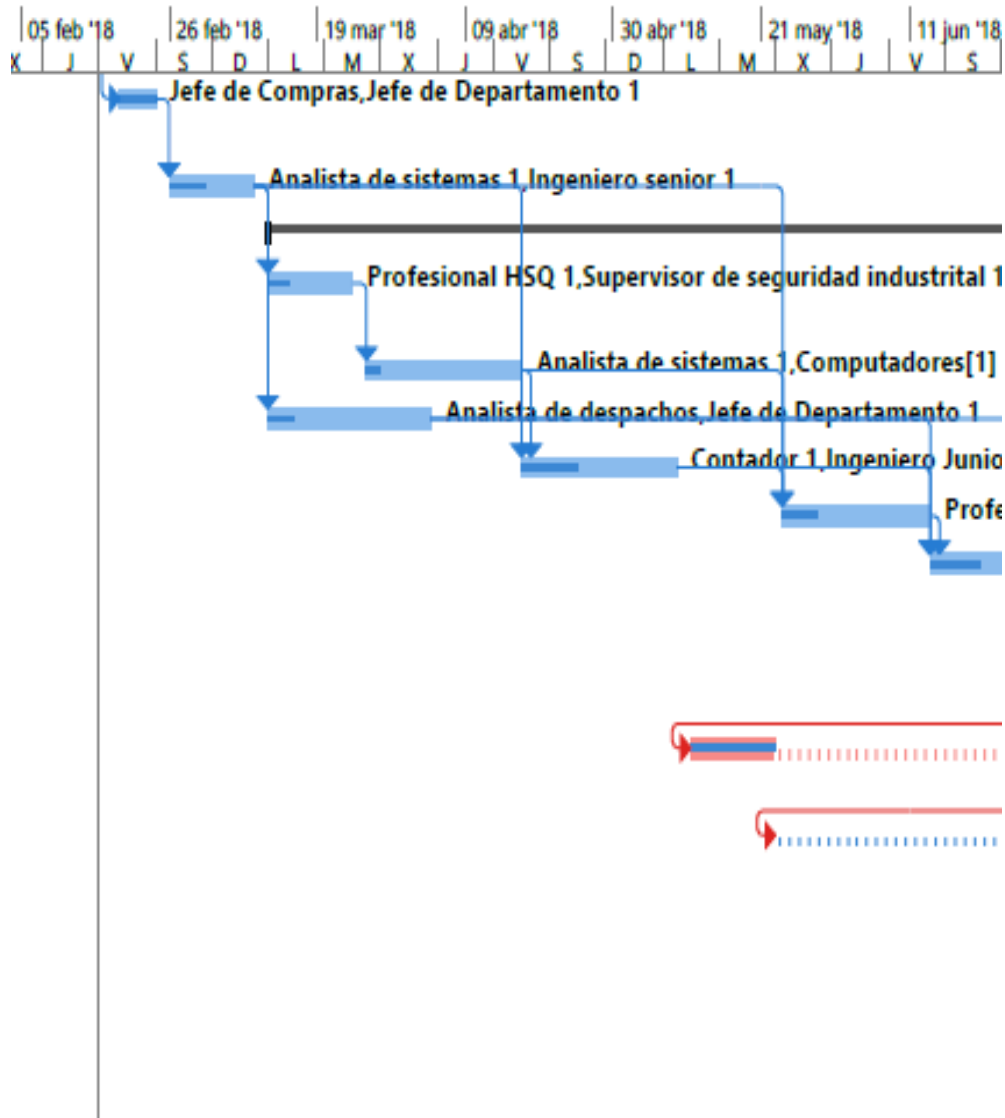 05 feb '18 26 feb '18 19 mar '18 09 abr '18 30 abr '18 21 may '18 11 jun '18
X J V S D L M X J V S D L M X J V S
Jefe de Compras,Jefe de Departamento 1
Analista de sistemas 1,Ingeniero senior 1
Profesional HSQ 1,Supervisor de seguridad industrital 1
Analista de sistemas 1,Computadores[1]
Analista de despachos,Jefe de Departamento 1
Contador 1,Ingeniero Junio
Profe